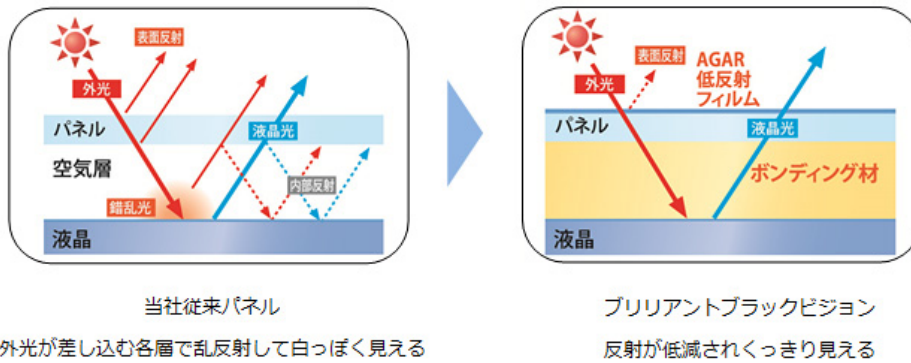 表面反射
外光
パネル
液晶光
空気層
内部反射
錯乱光
液晶
表面反射
AGAR
低反射
フィルム
外光
パネル
液晶光
ボンディング材
液晶
当社従来パネル
外光が差し込む各層で乱反射して白っぽく見える
ブリリアントブラックビジョン
反射が低減されくっきり見える